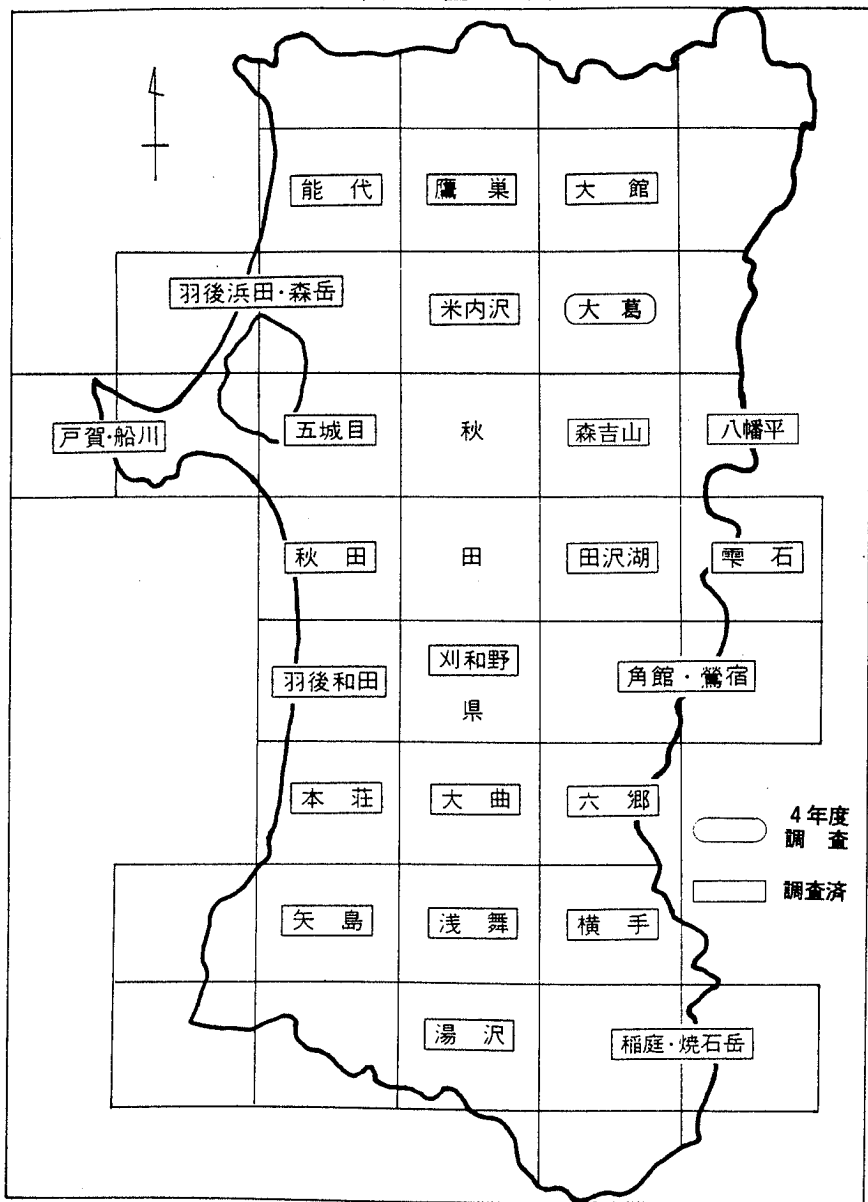 能代
鷹巣
大館
羽後浜田・森岳
米内沢
大葛
戸賀・船川
五城目
秋
森吉山
八幡平
秋田
田
田沢湖
雫石
羽後和田
刈和野
県
角館・鶯宿
本荘
大曲
六郷
4年度
調査
調査済
矢島
浅舞
横手
湯沢
稲庭・焼石岳